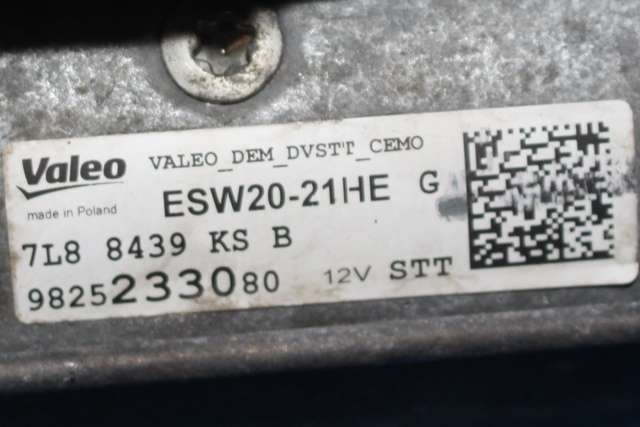 Valeo
made in Poland
VALEO_DEM_DVSTT_CEMO
ESW20-21HE G
7L8 8439 KS B
9825233080 12V STT